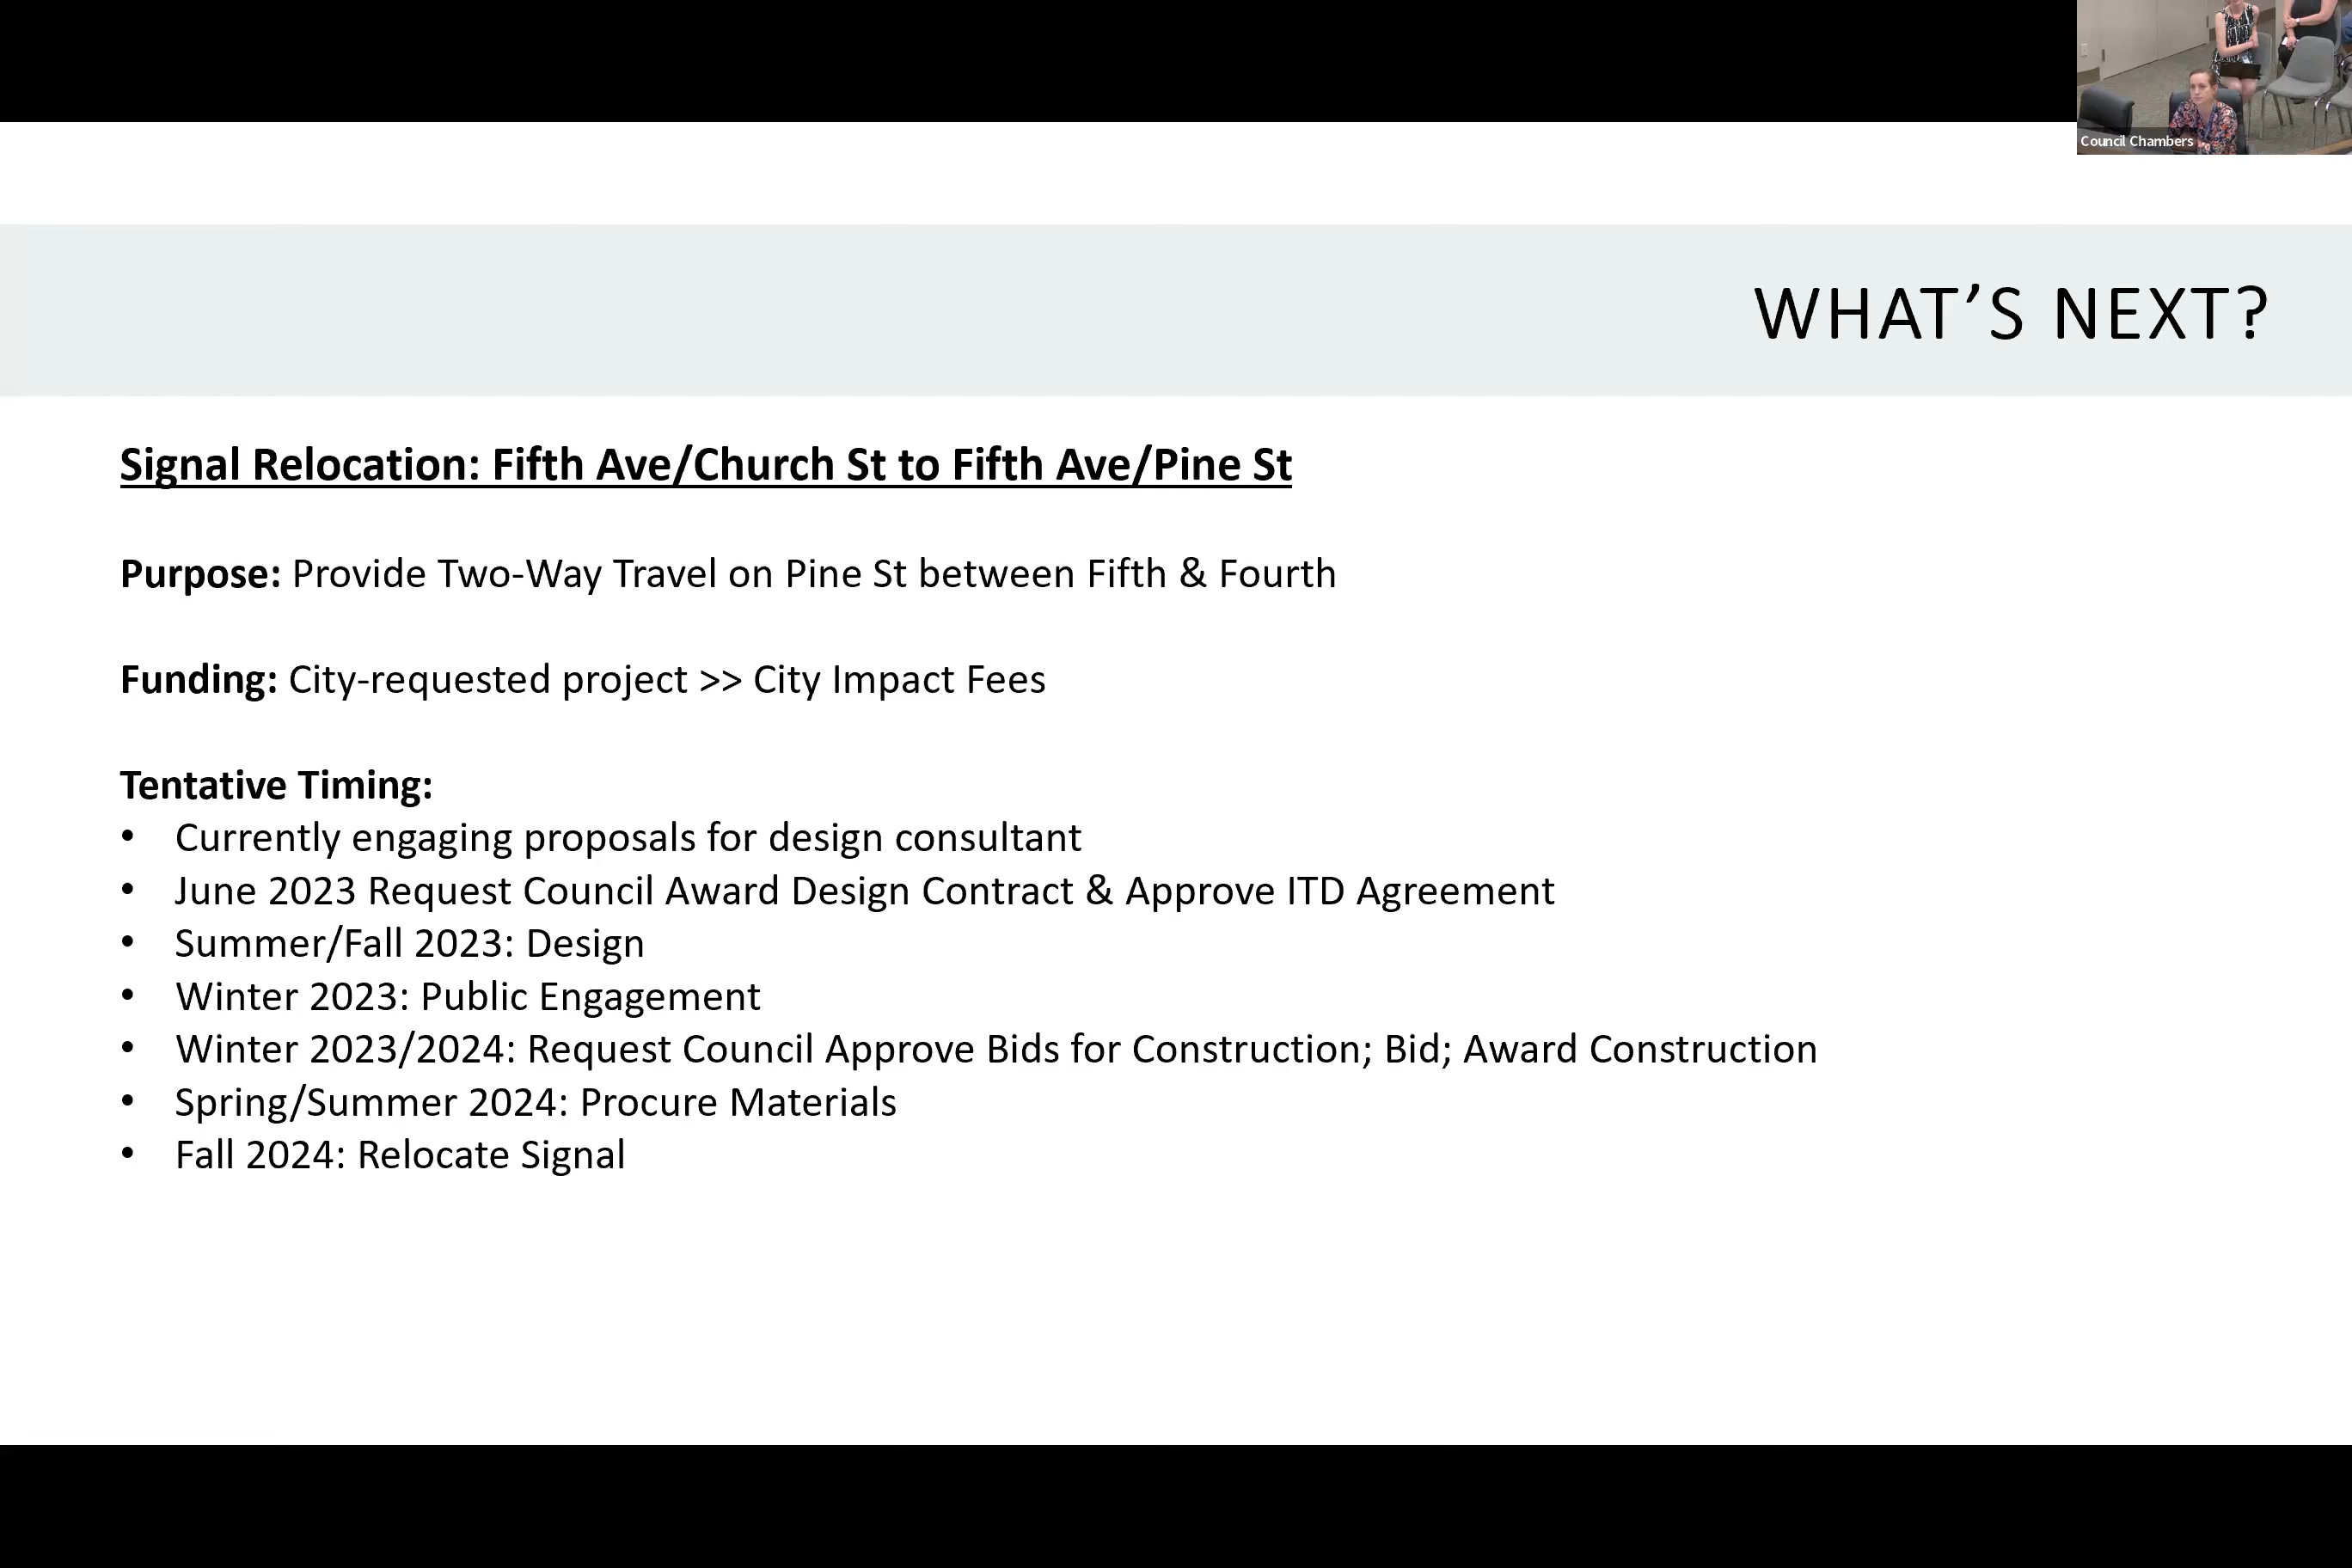 Council Chambers
WHAT’S NEXT?
Signal Relocation: Fifth Ave/Church St to Fifth Ave/Pine St
Purpose: Provide Two-Way Travel on Pine St between Fifth & Fourth
Funding: City-requested project >> City Impact Fees
Tentative Timing:
• Currently engaging proposals for design consultant
• June 2023 Request Council Award Design Contract & Approve ITD Agreement
• Summer/Fall 2023: Design
• Winter 2023: Public Engagement
• Winter 2023/2024: Request Council Approve Bids for Construction; Bid; Award Construction
• Spring/Summer 2024: Procure Materials
• Fall 2024: Relocate Signal